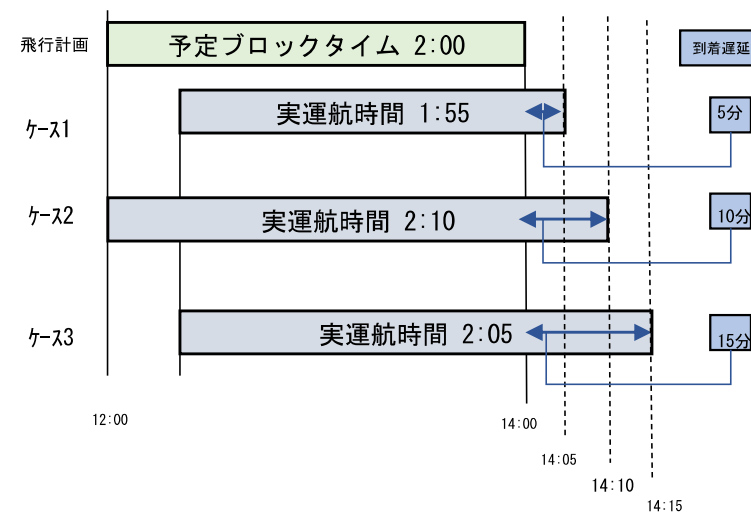 飛行計画
予定ブロックタイム 2:00
到着遅延
ケース1
実運航時間 1:55
5分
ケース2
実運航時間 2:10
10分
ケース3
実運航時間 2:05
15分
12:00
14:00
14:05
14:10
14:15